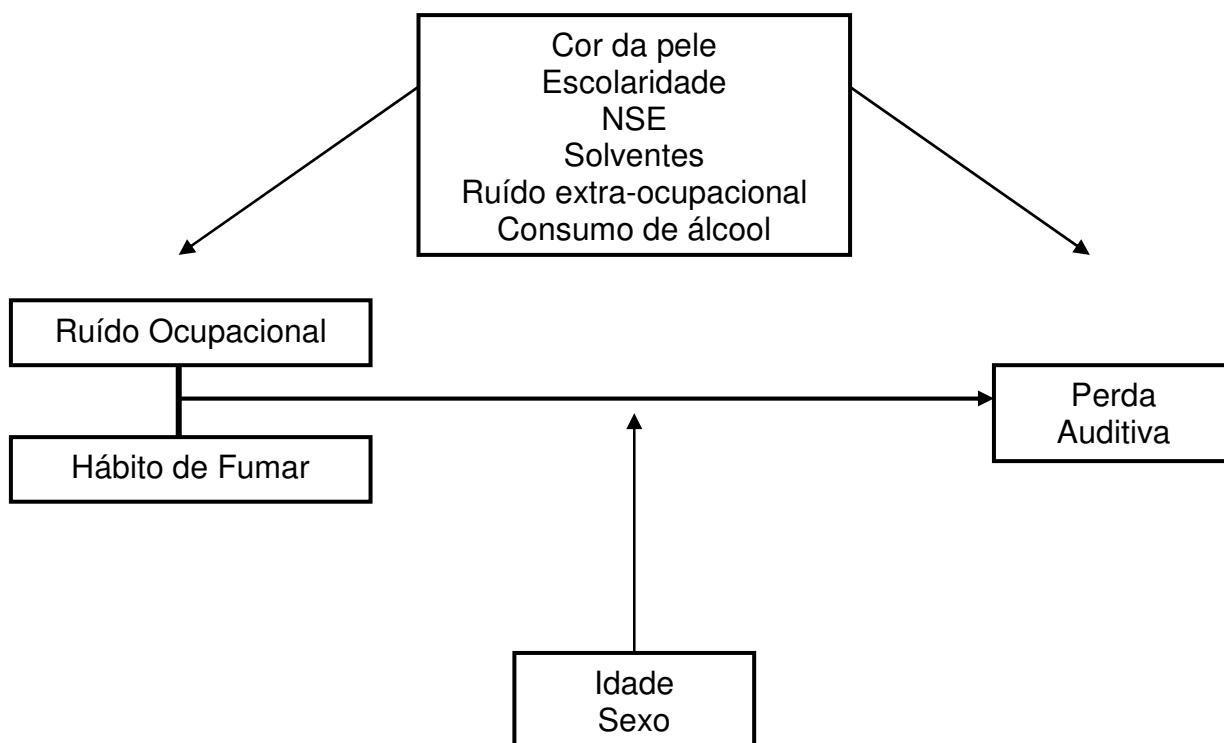 Cor da pele
Escolaridade
NSE
Solventes
Ruído extra-ocupacional
Consumo de álcool
Ruído Ocupacional
Hábito de Fumar
Perda
Auditiva
Idade
Sexo